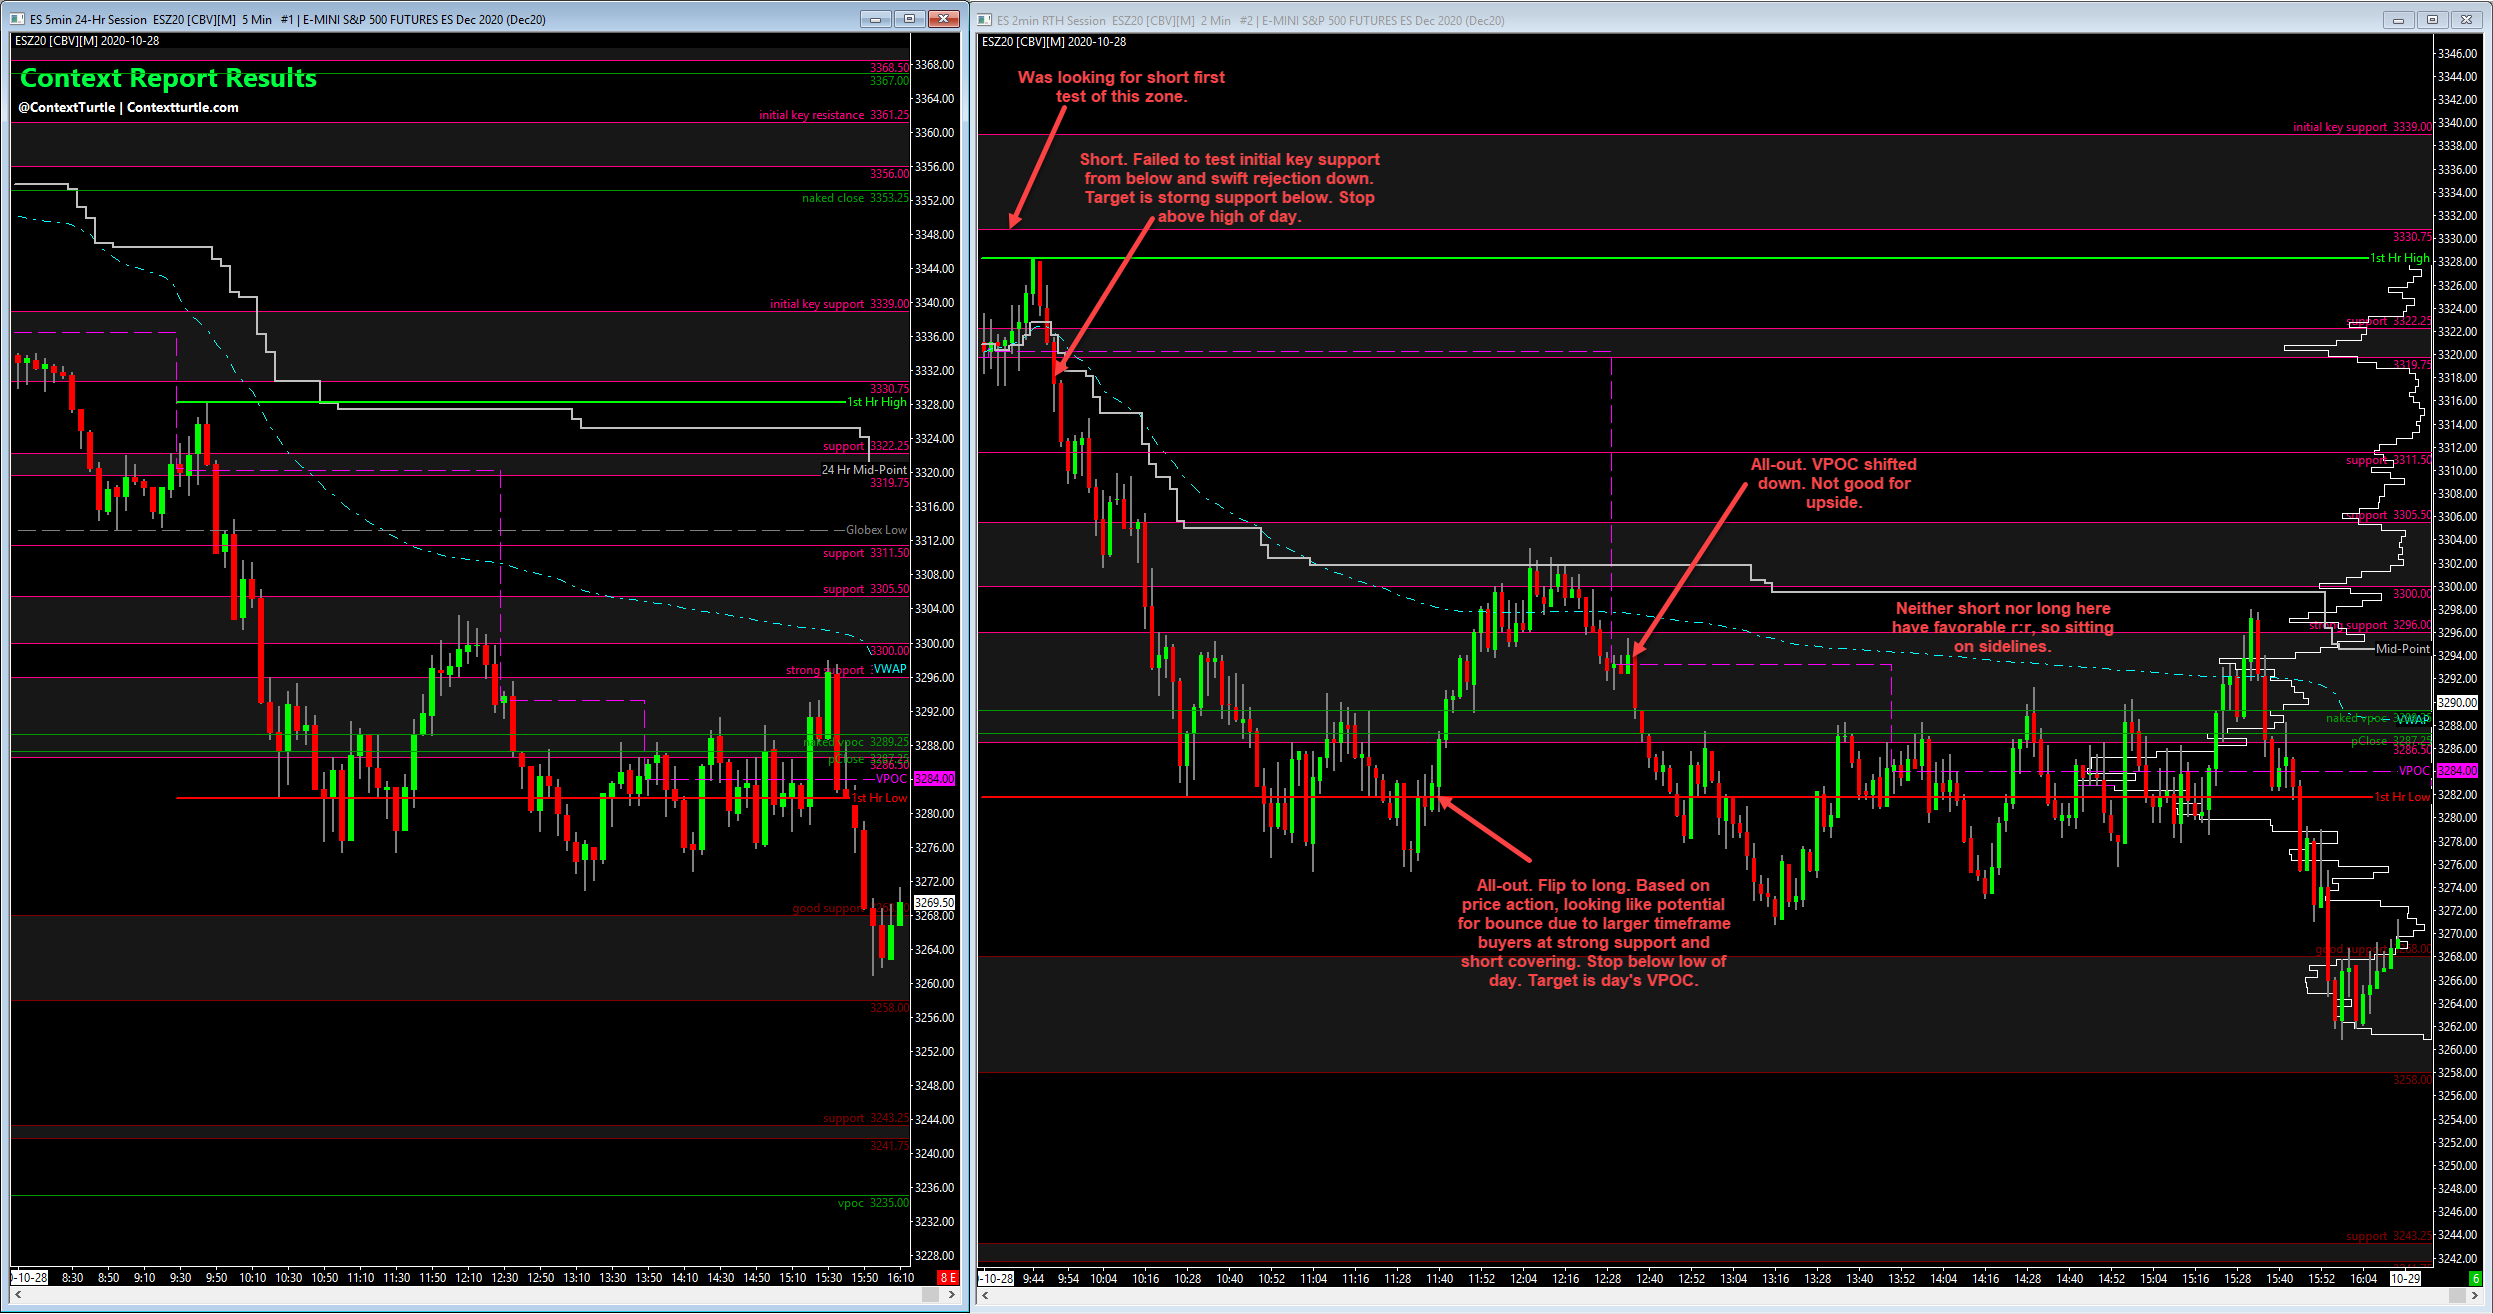 ES 5min 24-Hr Session ESZ20 [CBV][M] 5 Min #1 | E-MINI S&P 500 FUTURES ES Dec 2020 (Dec20)
ESZ20 [CBV][M] 2020-10-28
Context Report Results
@ContextTurtle | Contextturtle.com
3368.50
3367.00
initial key resistance 3361.25
3356.00
naked close 3353.25
initial key support 3339.00
3330.75
1st Hr High
support 3322.25
24 Hr Mid-Point
3319.75
Globex Low
support 3311.50
support 3305.50
3300.00
strong support
VWAP
naked vpoc 3289.25
pClose 3287.25
3286.50
VPOC
1st Hr Low
good support
3258.00
support 3243.25
3241.75
vpoc 3235.00
3368.00
3364.00
3360.00
3356.00
3352.00
3348.00
3344.00
3340.00
3336.00
3332.00
3328.00
3324.00
3320.00
3316.00
3312.00
3308.00
3304.00
3300.00
3296.00
3292.00
3288.00
3284.00
3280.00
3276.00
3272.00
3269.50
3268.00
3264.00
3260.00
3256.00
3252.00
3248.00
3244.00
3240.00
3236.00
3232.00
3228.00
0-10-28 8:30 8:50 9:10 9:30 9:50 10:10 10:30 10:50 11:10 11:30 11:50 12:10 12:30 12:50 13:10 13:30 13:50 14:10 14:30 14:50 15:10 15:30 15:50 16:10 8 E
ES 2min RTH Session ESZ20 [CBV][M] 2 Min #2 | E-MINI S&P 500 FUTURES ES Dec 2020 (Dec20)
ESZ20 [CBV][M] 2020-10-28
Was looking for short first
test of this zone.
Short. Failed to test initial key support
from below and swift rejection down.
Target is storng support below. Stop
above high of day.
All-out. VPOC shifted
down. Not good for
upside.
Neither short nor long here
have favorable r:r, so sitting
on sidelines.
All-out. Flip to long. Based on
price action, looking like potential
for bounce due to larger timeframe
buyers at strong support and
short covering. Stop below low of
day. Target is day's VPOC.
initial key support 3339.00
3330.75
1st Hr High
support 3322.25
3319.75
support 3311.50
support 3305.50
3300.00
strong support 3296.00
Mid-Point
naked vpoc
VWAP
pClose 3287.25
3286.50
VPOC
1st Hr Low
good support 3268.00
3258.00
support 3243.25
3346.00
3344.00
3342.00
3340.00
3338.00
3336.00
3334.00
3332.00
3330.00
3328.00
3326.00
3324.00
3322.00
3320.00
3318.00
3316.00
3314.00
3312.00
3310.00
3308.00
3306.00
3304.00
3302.00
3300.00
3298.00
3296.00
3294.00
3292.00
3290.00
3288.00
3286.00
3284.00
3282.00
3280.00
3278.00
3276.00
3274.00
3272.00
3270.00
3268.00
3266.00
3264.00
3262.00
3260.00
3258.00
3256.00
3254.00
3252.00
3250.00
3248.00
3246.00
3244.00
3242.00
-10-28 9:44 9:54 10:04 10:16 10:28 10:40 10:52 11:04 11:16 11:28 11:40 11:52 12:04 12:16 12:28 12:40 12:52 13:04 13:16 13:28 13:40 13:52 14:04 14:16 14:28 14:40 14:52 15:04 15:16 15:28 15:40 15:52 16:04 10-29 6